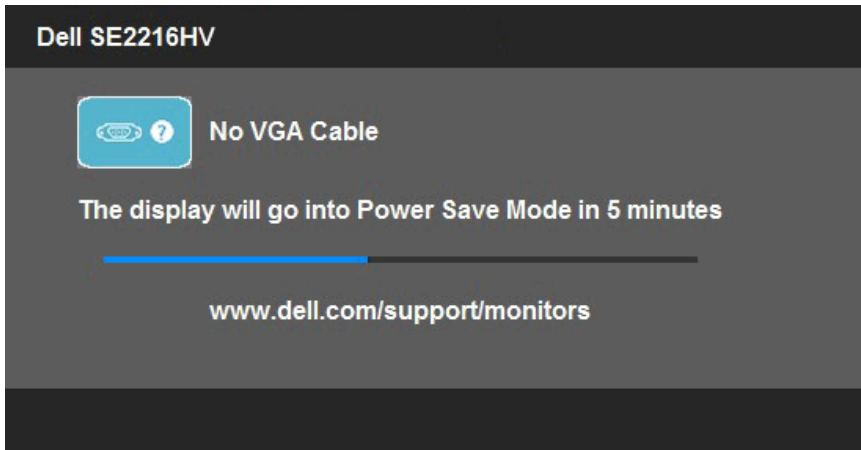 Dell SE2216HV
No VGA Cable
The display will go into Power Save Mode in 5 minutes
www.dell.com/support/monitors